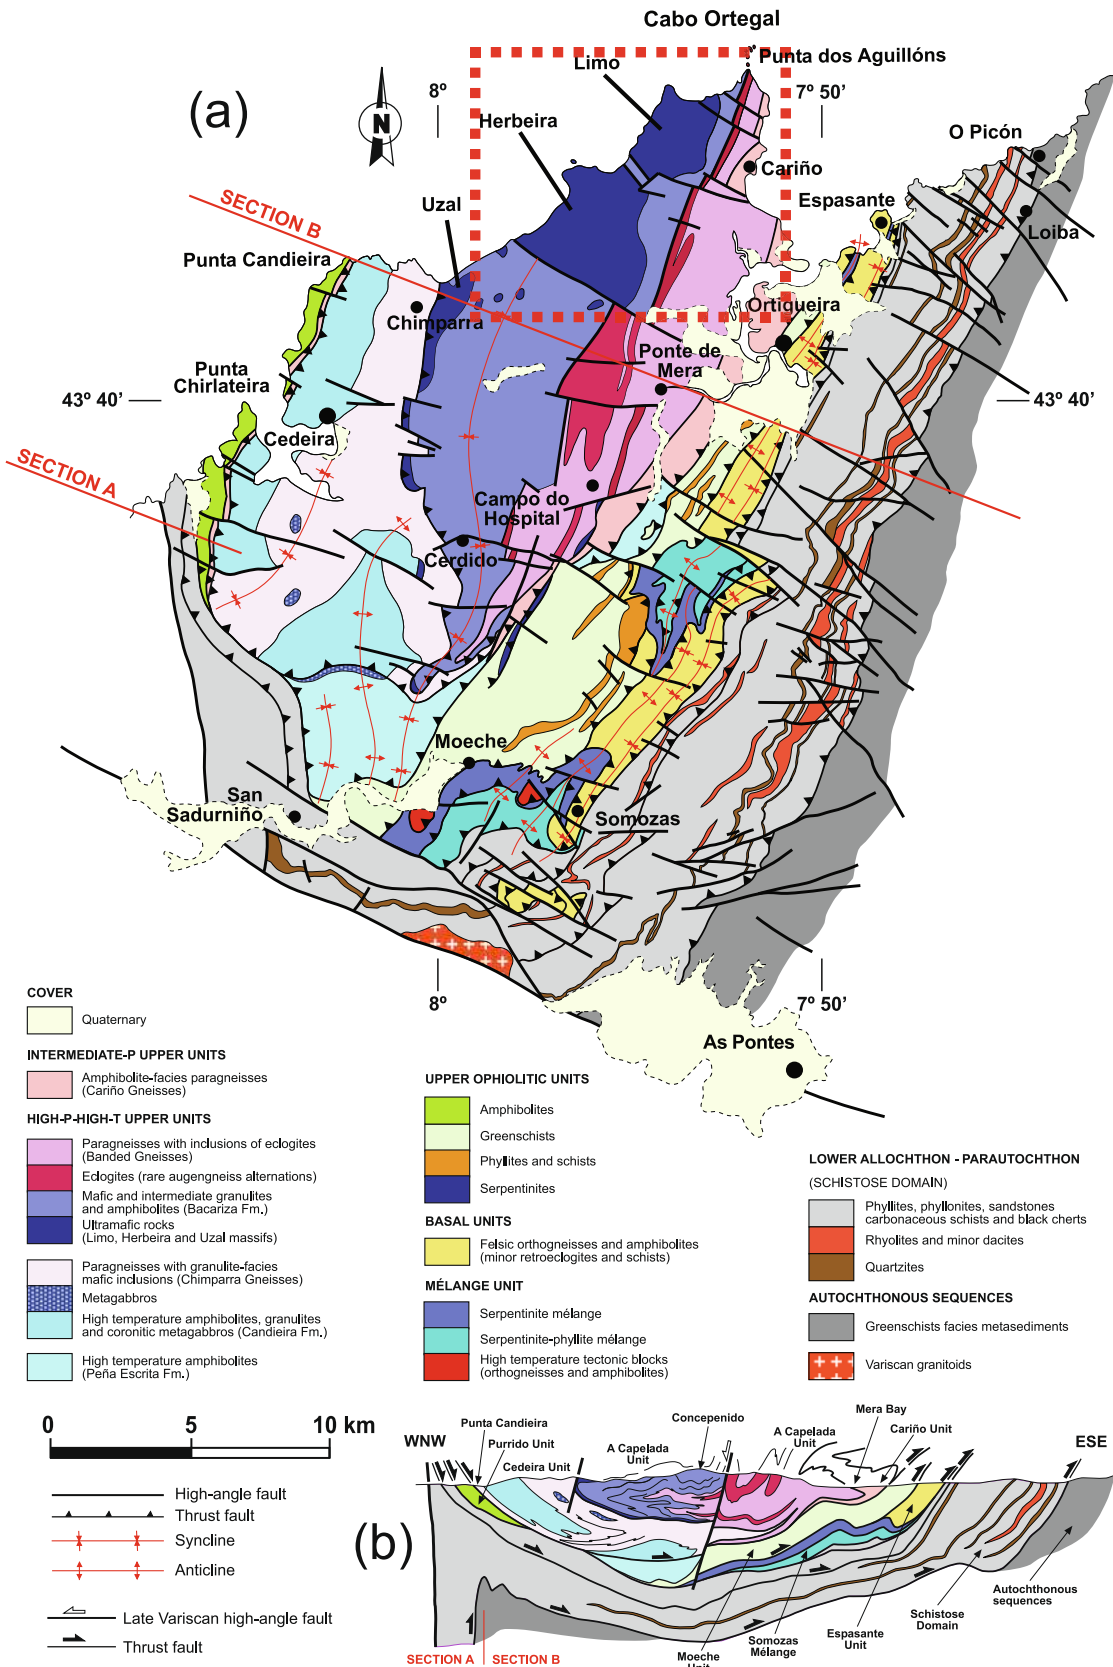 Cabo Ortegal
Punta dos Aguillóns
Limo
(a)
8º
7º 50’
N
Herbeira
O Picón
Cariño
Uzal
Espasante
SECTION B
Loiba
Punta Candieira
Chimparra
Ortigueira
Ponte de
Mera
Punta
Chirlateira
43º 40’
43º 40’
Cedeira
SECTION A
Campo do
Hospital
Cerdido
Moeche
San
Sadurniño
Somozas
8º
7º 50’
As Pontes
COVER
Quaternary
INTERMEDIATE-P UPPER UNITS
Amphibolite-facies paragneisses
(Cariño Gneisses)
HIGH-P-HIGH-T UPPER UNITS
Paragneisses with inclusions of eclogites
(Banded Gneisses)
Eclogites (rare augengneiss alternations)
Mafic and intermediate granulites
and amphibolites (Bacariza Fm.)
Ultramafic rocks
(Limo, Herbeira and Uzal massifs)
Paragneisses with granulite-facies
mafic inclusions (Chimparra Gneisses)
Metagabbros
High temperature amphibolites, granulites
and coronitic metagabbros (Candieira Fm.)
High temperature amphibolites
(Peña Escrita Fm.)
UPPER OPHIOLITIC UNITS
Amphibolites
Greenschists
Phyllites and schists
Serpentinites
BASAL UNITS
Felsic orthogneisses and amphibolites
(minor retroeclogites and schists)
MÉLANGE UNIT
Serpentinite mélange
Serpentinite-phyllite mélange
High temperature tectonic blocks
(orthogneisses and amphibolites)
LOWER ALLOCHTHON - PARAUTOCHTHON
(SCHISTOSE DOMAIN)
Phyllites, phyllonites, sandstones
carbonaceous schists and black cherts
Rhyolites and minor dacites
Quartzites
AUTOCHTHONOUS SEQUENCES
Greenschists facies metasediments
Variscan granitoids
0 5 10 km
High-angle fault
Thrust fault
Syncline
Anticline
Late Variscan high-angle fault
Thrust fault
WNW
Punta Candieira
Purrido Unit
Cedeira Unit
A Capelada
Unit
Concepenido
A Capelada
Unit
Mera Bay
Cariño Unit
ESE
(b)
Autochthonous
sequences
Schistose
Domain
Espasante
Unit
Somozas
Mélange
Moeche
Unit
SECTION A
SECTION B